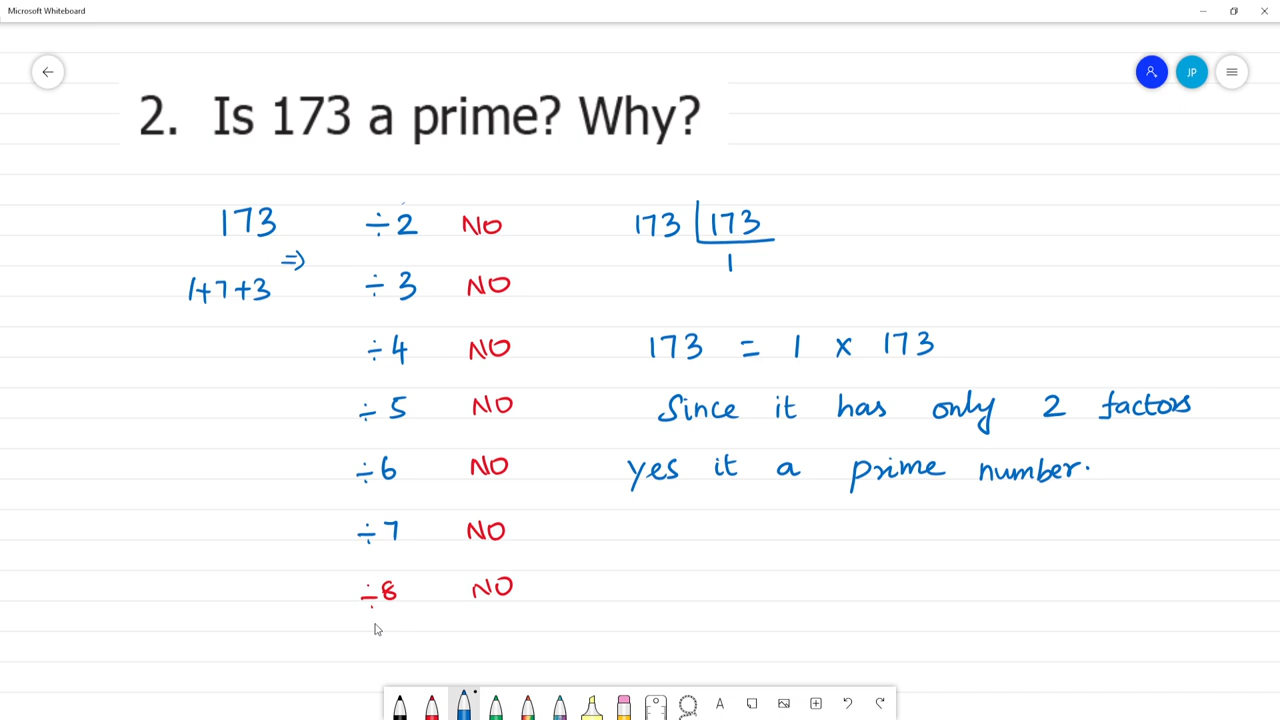 Microsoft Whiteboard
JP
2. Is 173 a prime? Why?
173 ÷2 NO
1+7+3 ⇒ ÷3 NO
÷4 NO
÷5 NO
÷6 NO
÷7 NO
÷8 NO
173 173
1
173 = 1 x 173
Since it has only 2 factors
yes it a prime number.
A